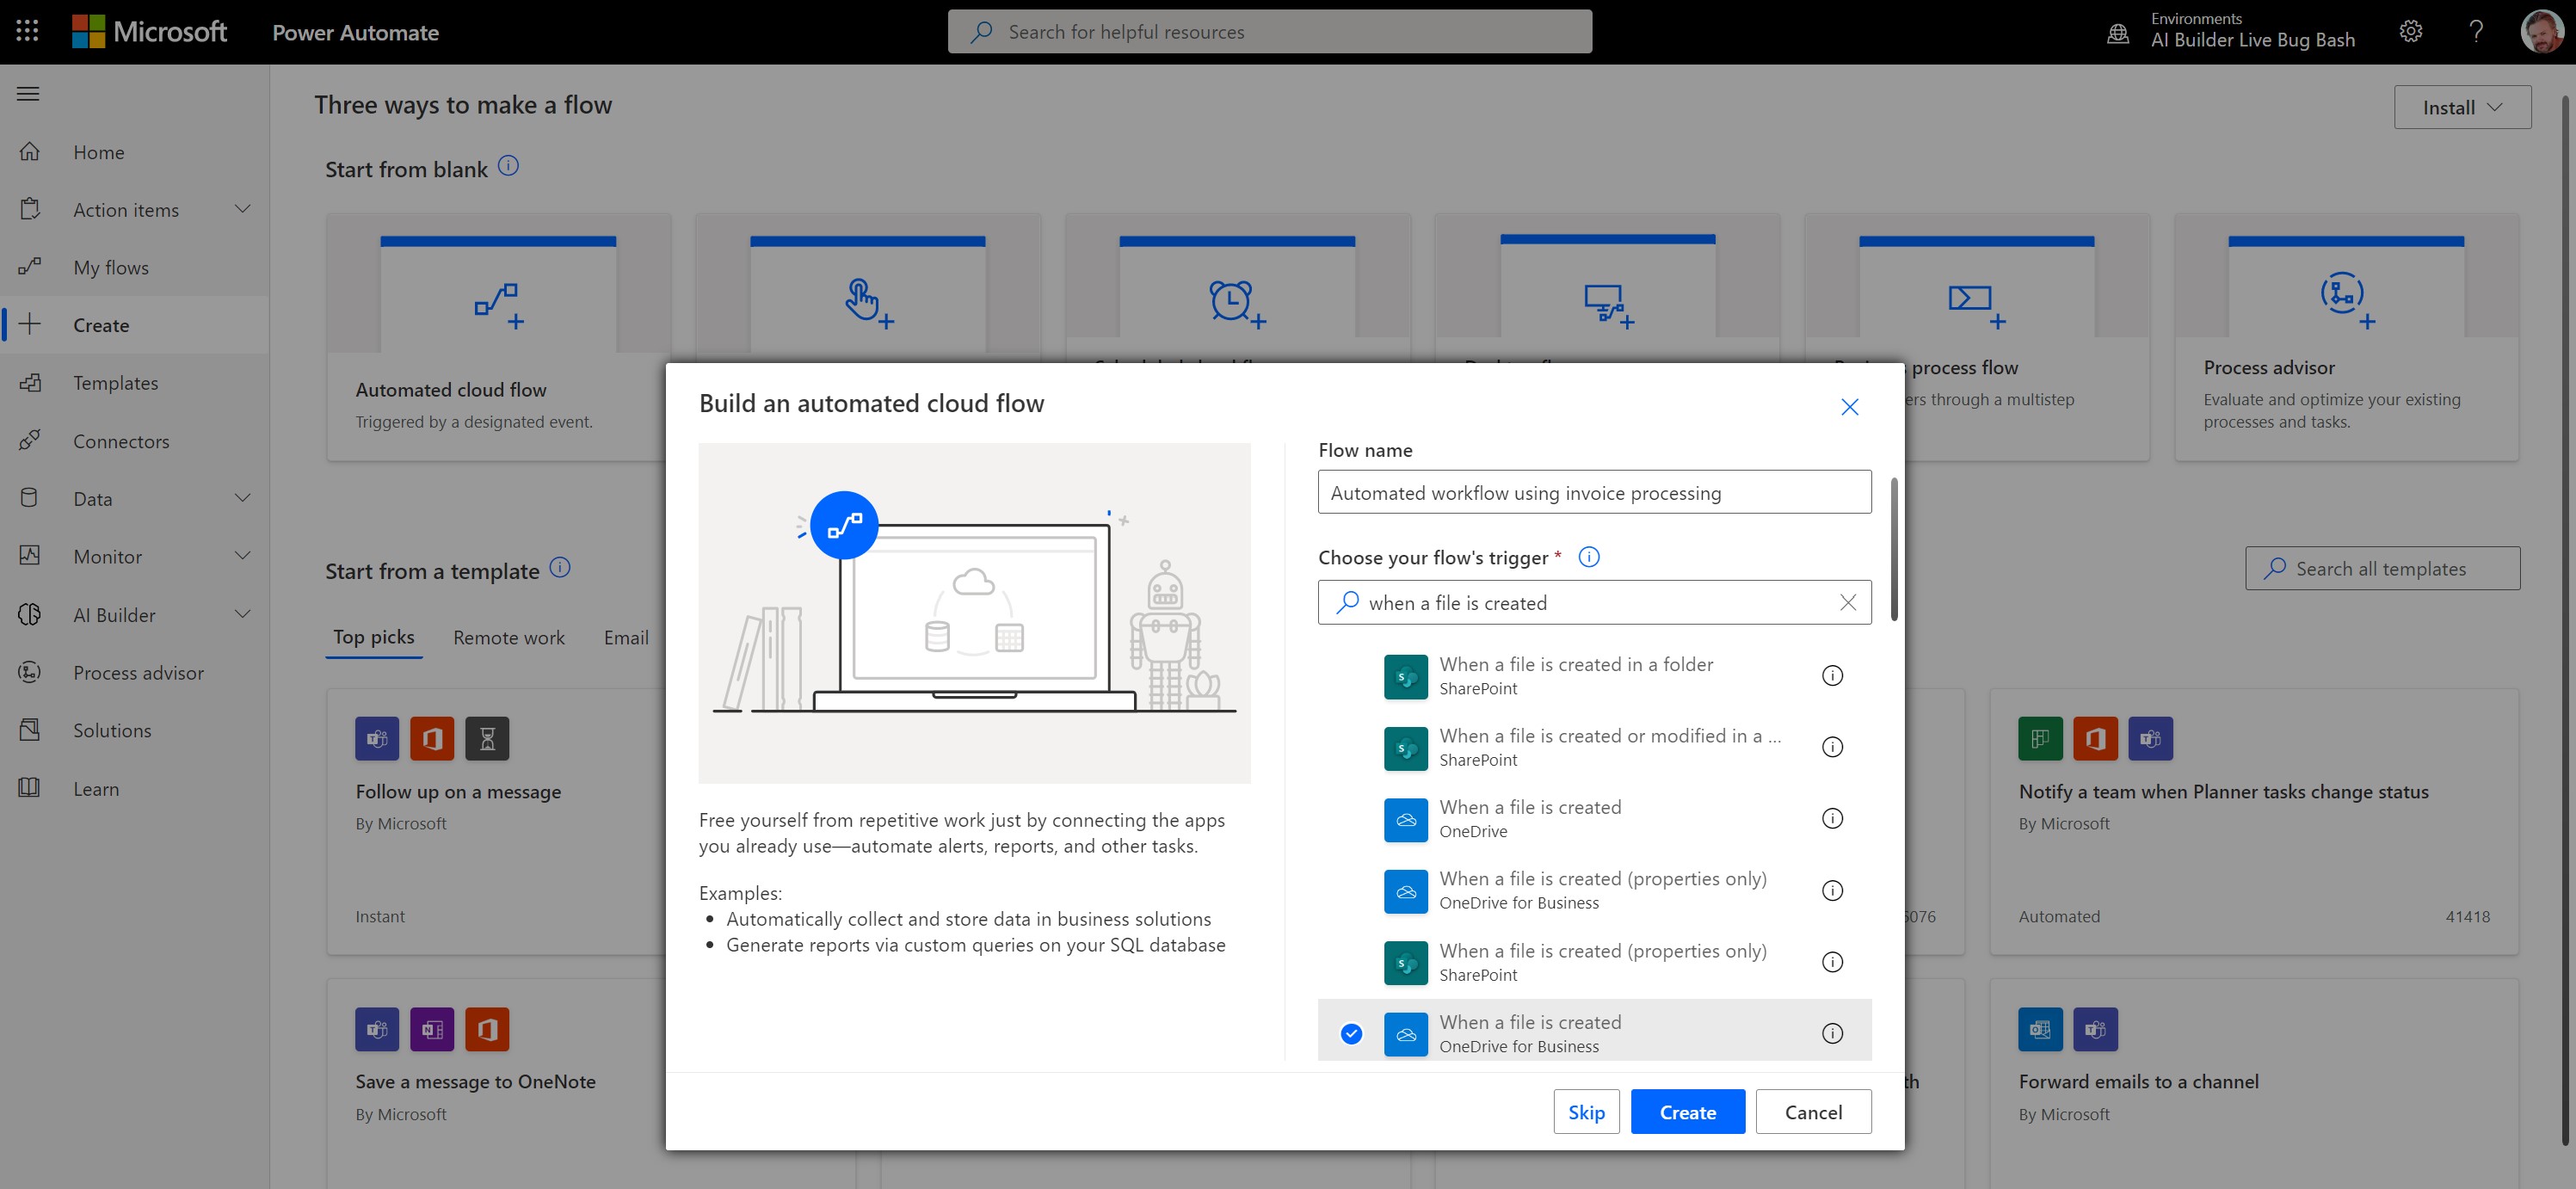 Microsoft
Power Automate
Search for helpful resources
Environments
AI Builder Live Bug Bash
Home
Action items
My flows
Create
Templates
Connectors
Data
Monitor
AI Builder
Process advisor
Solutions
Learn
Three ways to make a flow
Install
Start from blank
Automated cloud flow
Triggered by a designated event.
process flow
through a multistep
Process advisor
Evaluate and optimize your existing
processes and tasks.
Start from a template
Search all templates
Top picks
Remote work
Email
Follow up on a message
By Microsoft
Instant
Notify a team when Planner tasks change status
By Microsoft
Automated
41418
Save a message to OneNote
By Microsoft
Forward emails to a channel
By Microsoft
Build an automated cloud flow
Free yourself from repetitive work just by connecting the apps
you already use—automate alerts, reports, and other tasks.
Examples:
• Automatically collect and store data in business solutions
• Generate reports via custom queries on your SQL database
Flow name
Automated workflow using invoice processing
Choose your flow's trigger *
when a file is created
When a file is created in a folder
SharePoint
When a file is created or modified in a ...
SharePoint
When a file is created
OneDrive
When a file is created (properties only)
OneDrive for Business
When a file is created (properties only)
SharePoint
When a file is created
OneDrive for Business
Skip
Create
Cancel